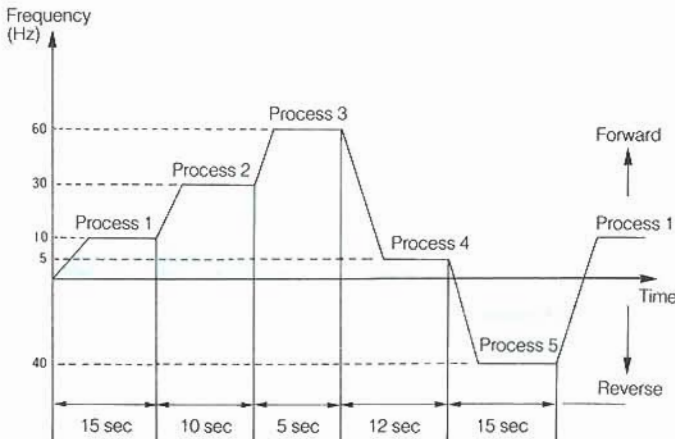 Frequency
(Hz)
Process 3
60
Forward
Process 2
30
Process 1
Process 1
10
Process 4
5
Time
Process 5
40
Reverse
15 sec
10 sec
5 sec
12 sec
15 sec